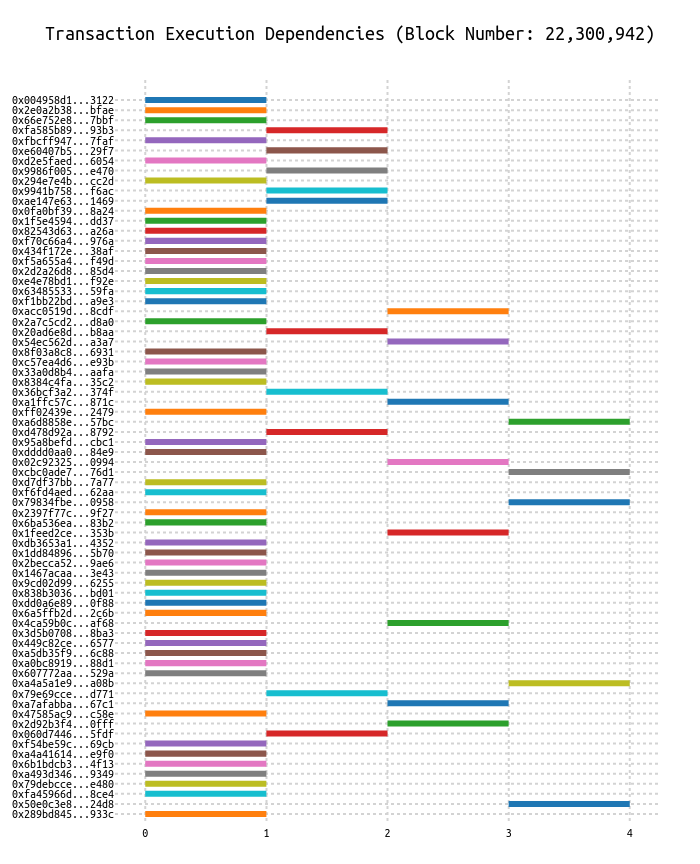 Transaction Execution Dependencies (Block Number: 22,300,942)
0x004958d1...3122
0x2e0a2b38...bfae
0x66e752e8...7bbf
0xfa585b89...93b3
0xfbcff947...7faf
0xe60407b5...29f7
0xd2e5faed...6054
0x9986f005...e470
0x294e7e4b...cc2d
0x9941b758...f6ac
0xae147e63...1469
0x0fa0bf39...8a24
0x1f5e4594...dd37
0x82543d63...a26a
0xf70c66a4...976a
0x434f172e...38af
0xf5a655a4...f49d
0x2d2a26d8...85d4
0xe4e78bd1...f92e
0x63485533...59fa
0xf1bb22bd...a9e3
0xacc0519d...8cdf
0x2a7c5cd2...d8a0
0x20ad6e8d...b8aa
0x54ec562d...a3a7
0x8f03a8c8...6931
0xc57ea4d6...e93b
0x33a0d8b4...aafa
0x8384c4fa...35c2
0x36bcf3a2...374f
0xa1ffc57c...871c
0xff02439e...2479
0xa6d8858e...57bc
0xd478d92a...8792
0x95a8befd...cbc1
0xdddd0aa0...84e9
0x02c92325...0994
0xcbc0ade7...76d1
0xd7df37bb...7a77
0xf6fd4aed...62aa
0x79834fbe...0958
0x2397f77c...9f27
0x6ba536ea...83b2
0x1feed2ce...353b
0xdb3653a1...4352
0x1dd84896...5b70
0x2becca52...9ae6
0x1467acaa...3e43
0x9cd02d99...6255
0x838b3036...bd01
0xdd0a6e89...0f88
0x6a5ffb2d...2c6b
0x4ca59b0c...af68
0x3d5b0708...8ba3
0x449c82ce...6577
0xa5db35f9...6c88
0xa0bc8919...88d1
0x607772aa...529a
0xa4a5a1e9...a08b
0x79e69cce...d771
0xa7afabba...67c1
0x47585ac9...c58e
0x2d92b3f4...0fff
0x060d7446...5fdf
0xf54be59c...69cb
0xa4a41614...e9f0
0x6b1bdcb3...4f13
0xa493d346...9349
0x79debcce...e480
0xfa45966d...8ce4
0x50e0c3e8...24d8
0x289bd845...933c
0 1 2 3 4